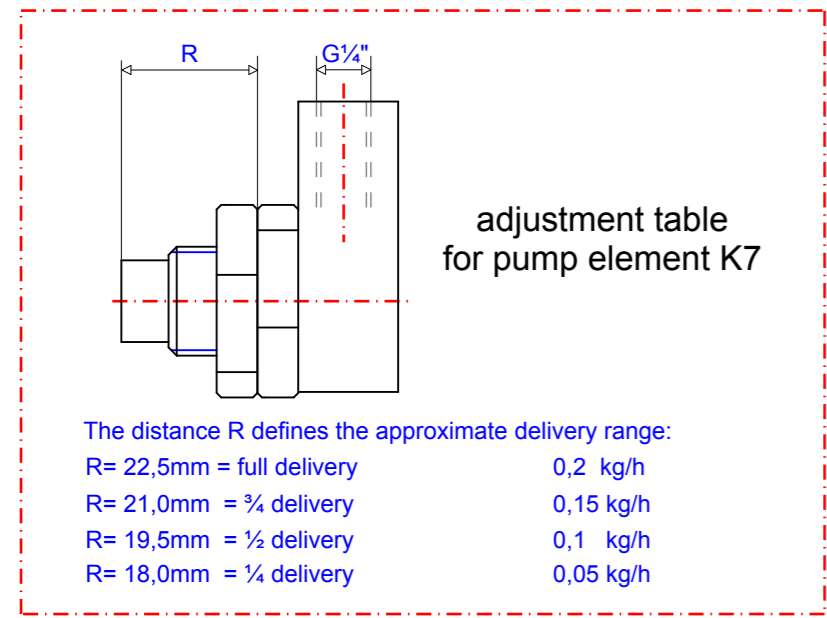 R G¼"
adjustment table
for pump element K7
The distance R defines the approximate delivery range:
R= 22,5mm = full delivery 0,2 kg/h
R= 21,0mm = ¾ delivery 0,15 kg/h
R= 19,5mm = ½ delivery 0,1 kg/h
R= 18,0mm = ¼ delivery 0,05 kg/h